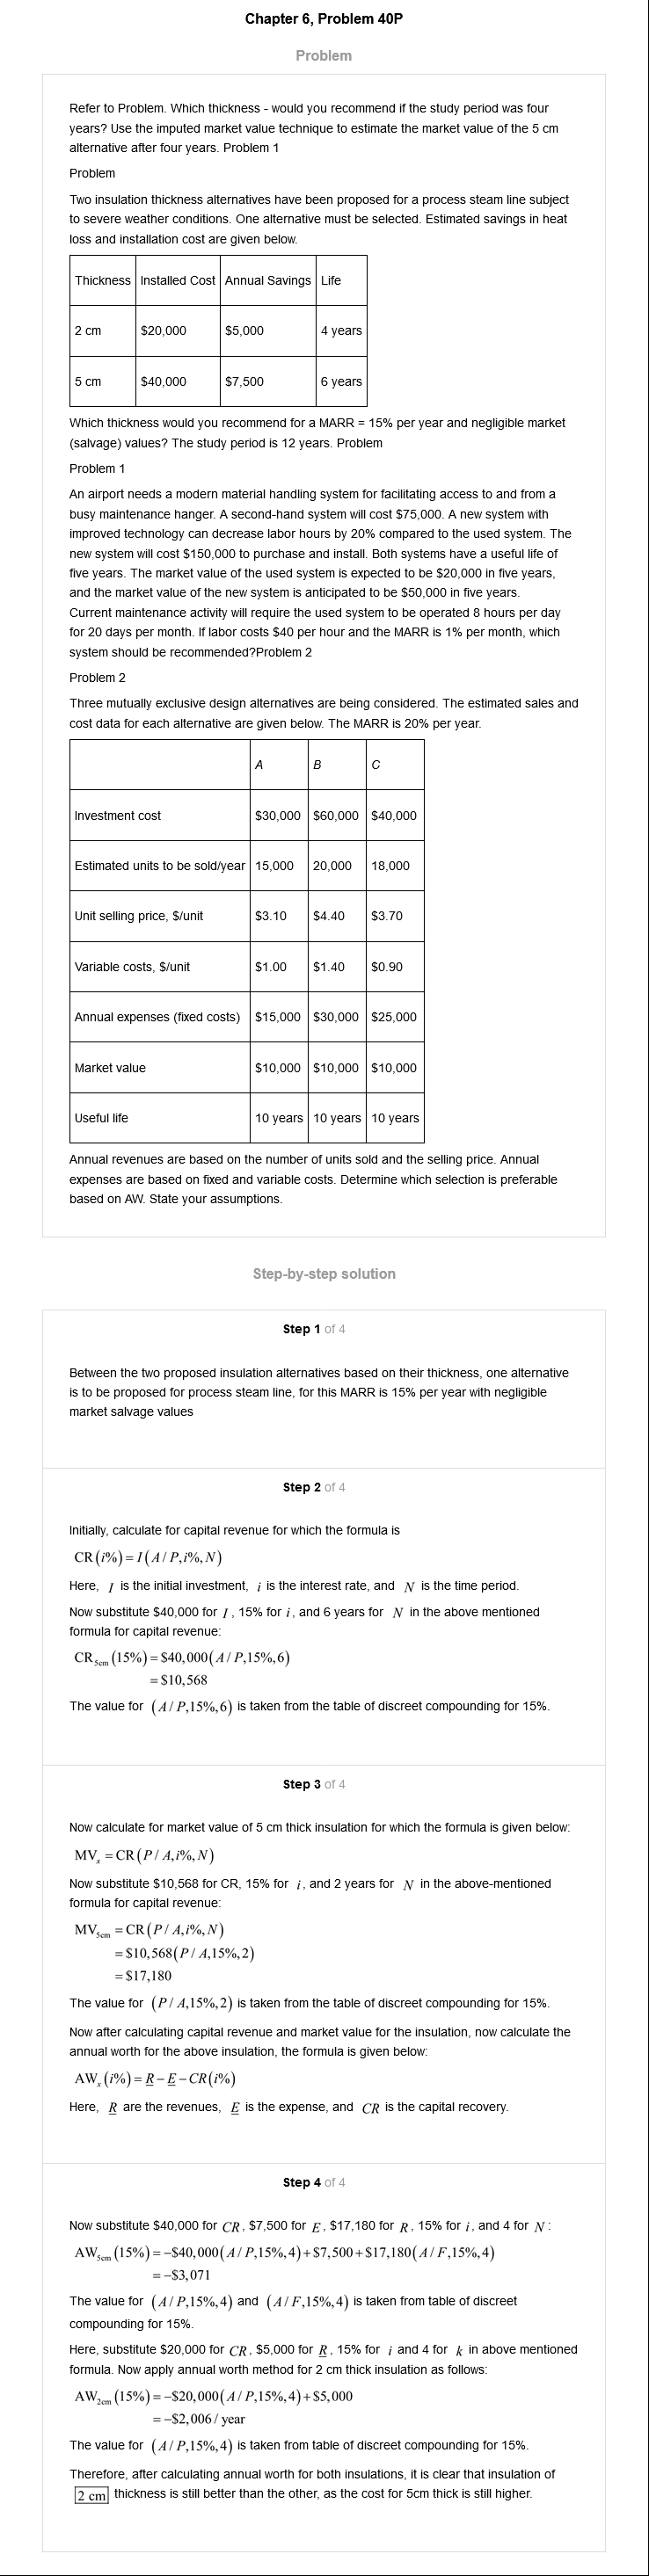 Chapter 6, Problem 40P
Problem
Refer to Problem. Which thickness - would you recommend if the study period was four
years? Use the imputed market value technique to estimate the market value of the 5 cm
alternative after four years. Problem 1
Problem
Two insulation thickness alternatives have been proposed for a process steam line subject
to severe weather conditions. One alternative must be selected. Estimated savings in heat
loss and installation cost are given below.
Thickness Installed Cost Annual Savings Life
2 cm $20,000 $5,000 4 years
5 cm $40,000 $7,500 6 years
Which thickness would you recommend for a MARR = 15% per year and negligible market
(salvage) values? The study period is 12 years. Problem
Problem 1
An airport needs a modern material handling system for facilitating access to and from a
busy maintenance hanger. A second-hand system will cost $75,000. A new system with
improved technology can decrease labor hours by 20% compared to the used system. The
new system will cost $150,000 to purchase and install. Both systems have a useful life of
five years. The market value of the used system is expected to be $20,000 in five years,
and the market value of the new system is anticipated to be $50,000 in five years.
Current maintenance activity will require the used system to be operated 8 hours per day
for 20 days per month. If labor costs $40 per hour and the MARR is 1% per month, which
system should be recommended?Problem 2
Problem 2
Three mutually exclusive design alternatives are being considered. The estimated sales and
cost data for each alternative are given below. The MARR is 20% per year.
A B C
Investment cost $30,000 $60,000 $40,000
Estimated units to be sold/year 15,000 20,000 18,000
Unit selling price, $/unit $3.10 $4.40 $3.70
Variable costs, $/unit $1.00 $1.40 $0.90
Annual expenses (fixed costs) $15,000 $30,000 $25,000
Market value $10,000 $10,000 $10,000
Useful life 10 years 10 years 10 years
Annual revenues are based on the number of units sold and the selling price. Annual
expenses are based on fixed and variable costs. Determine which selection is preferable
based on AW. State your assumptions.
Step-by-step solution
Step 1 of 4
Between the two proposed insulation alternatives based on their thickness, one alternative
is to be proposed for process steam line, for this MARR is 15% per year with negligible
market salvage values
Step 2 of 4
Initially, calculate for capital revenue for which the formula is
CR(i%) = I(A/P,i%,N)
Here, I is the initial investment, i is the interest rate, and N is the time period.
Now substitute $40,000 for I, 15% for i, and 6 years for N in the above mentioned
formula for capital revenue:
CR5cm (15%) = $40,000(A/P,15%,6)
= $10,568
The value for (A/P,15%,6) is taken from the table of discreet compounding for 15%.
Step 3 of 4
Now calculate for market value of 5 cm thick insulation for which the formula is given below:
MVx = CR(P/A,i%,N)
Now substitute $10,568 for CR, 15% for i, and 2 years for N in the above-mentioned
formula for capital revenue:
MV5cm = CR(P/A,i%,N)
= $10,568(P/A,15%,2)
= $17,180
The value for (P/A,15%,2) is taken from the table of discreet compounding for 15%.
Now after calculating capital revenue and market value for the insulation, now calculate the
annual worth for the above insulation, the formula is given below:
AWx (i%) = R − E − CR(i%)
Here, R are the revenues, E is the expense, and CR is the capital recovery.
Step 4 of 4
Now substitute $40,000 for CR, $7,500 for E, $17,180 for R, 15% for i, and 4 for N:
AW5cm (15%) = −$40,000(A/P,15%,4)+$7,500+$17,180(A/F,15%,4)
= −$3,071
The value for (A/P,15%,4) and (A/F,15%,4) is taken from table of discreet
compounding for 15%.
Here, substitute $20,000 for CR, $5,000 for R, 15% for i and 4 for k in above mentioned
formula. Now apply annual worth method for 2 cm thick insulation as follows:
AW2cm (15%) = −$20,000(A/P,15%,4)+$5,000
= −$2,006/year
The value for (A/P,15%,4) is taken from table of discreet compounding for 15%.
Therefore, after calculating annual worth for both insulations, it is clear that insulation of
2 cm thickness is still better than the other, as the cost for 5cm thick is still higher.